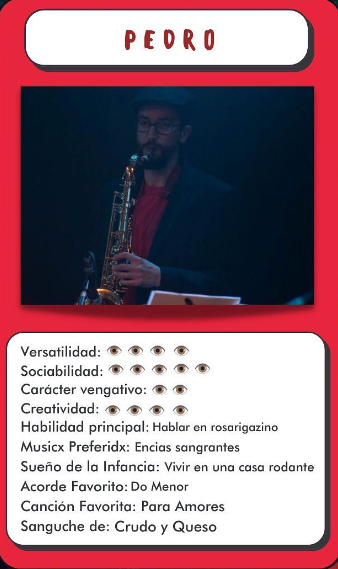 PEDRO
Versatilidad: 👁👁👁👁
Sociabilidad: 👁👁👁👁👁
Carácter vengativo: 👁👁
Creatividad: 👁👁👁👁
Habilidad principal: Hablar en rosarigazino
Musicx Preferidx: Encias sangrantes
Sueño de la Infancia: Vivir en una casa rodante
Acorde Favorito: Do Menor
Canción Favorita: Para Amores
Sanguche de: Crudo y Queso